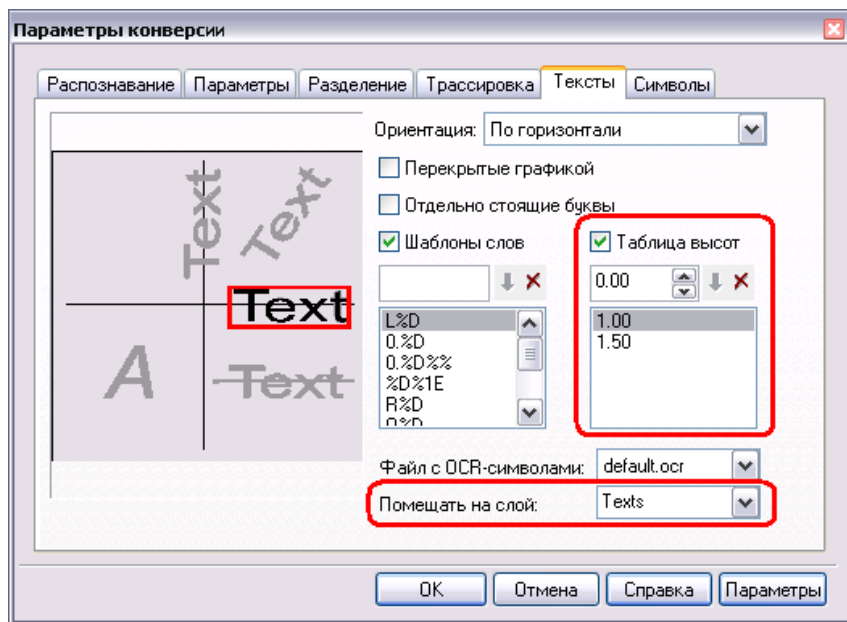 Параметры конверсии
Распознавание Параметры Разделение Трассировка Тексты Символы
Ориентация: По горизонтали
Перекрытые графикой
Отдельно стоящие буквы
Шаблоны слов Таблица высот
0.00
L%D 1.00
0.%D 1.50
0.%D%%
%D%1E
R%D
Text Text
Text
A Text
Файл с OCR-символами: default.ocr
Помещать на слой: Texts
OK Отмена Справка Параметры